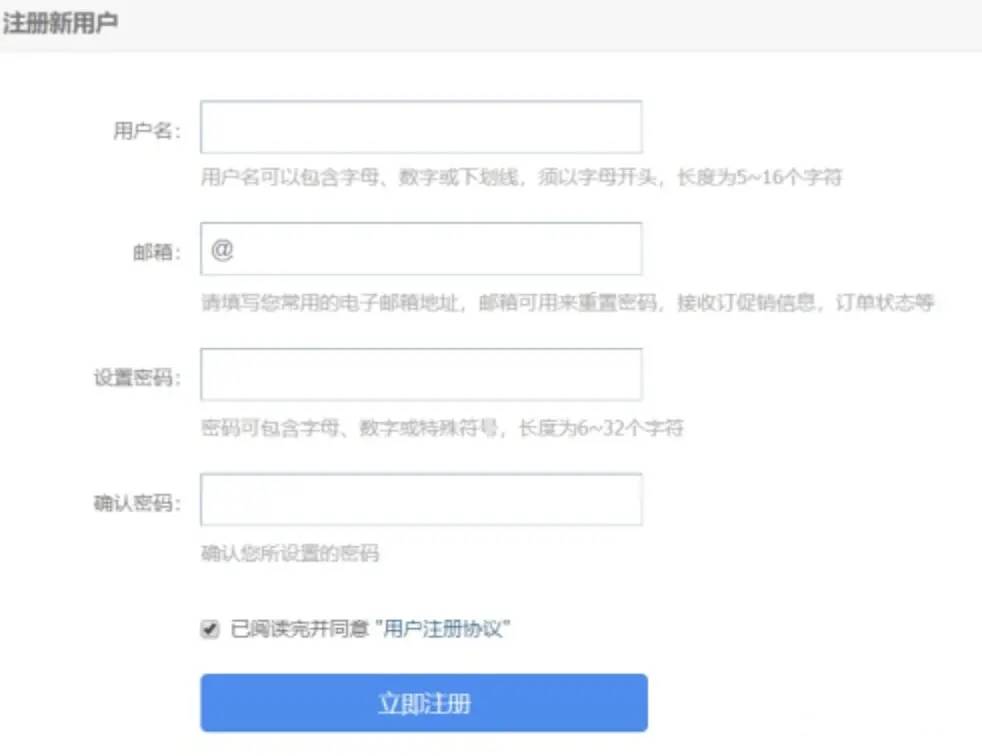 注册新用户
用户名：
用户名可以包含字母、数字或下划线，须以字母开头，长度为5~16个字符
邮箱： @
请填写您常用的电子邮箱地址，邮箱可用来重置密码，接收订促销信息，订单状态等
设置密码：
密码可包含字母、数字或特殊符号，长度为6~32个字符
确认密码：
确认您所设置的密码
已阅读完并同意 "用户注册协议"
立即注册